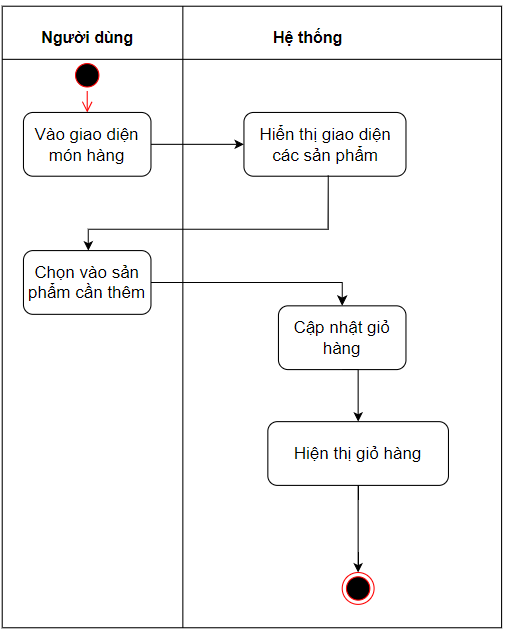 Người dùng
Hệ thống
Vào giao diện
món hàng
Hiển thị giao diện
các sản phẩm
Chọn vào sản
phẩm cần thêm
Cập nhật giỏ
hàng
Hiện thị giỏ hàng